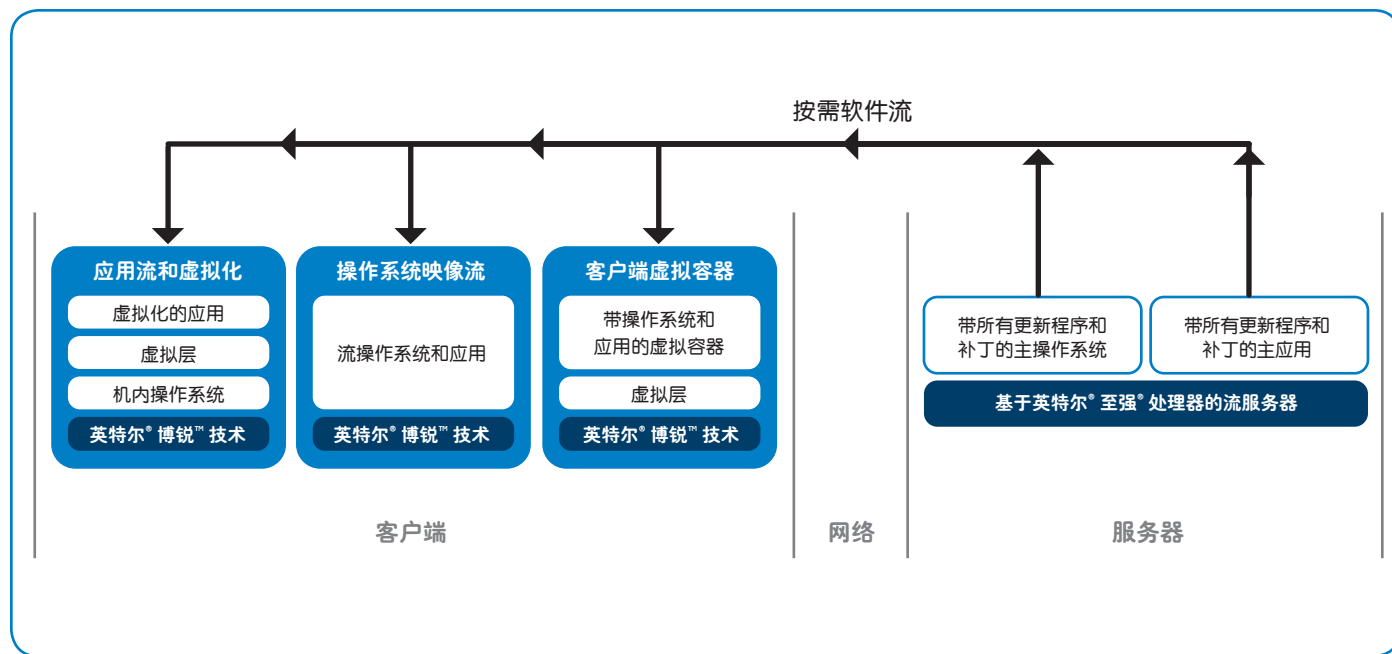 按需软件流
应用流和虚拟化
虚拟化的应用
虚拟层
机内操作系统
英特尔® 博锐™ 技术
操作系统映像流
流操作系统和应用
英特尔® 博锐™ 技术
客户端虚拟容器
带操作系统和
应用的虚拟容器
虚拟层
英特尔® 博锐™ 技术
带所有更新程序和
补丁的主操作系统
带所有更新程序和
补丁的主应用
基于英特尔® 至强® 处理器的流服务器
客户端
网络
服务器